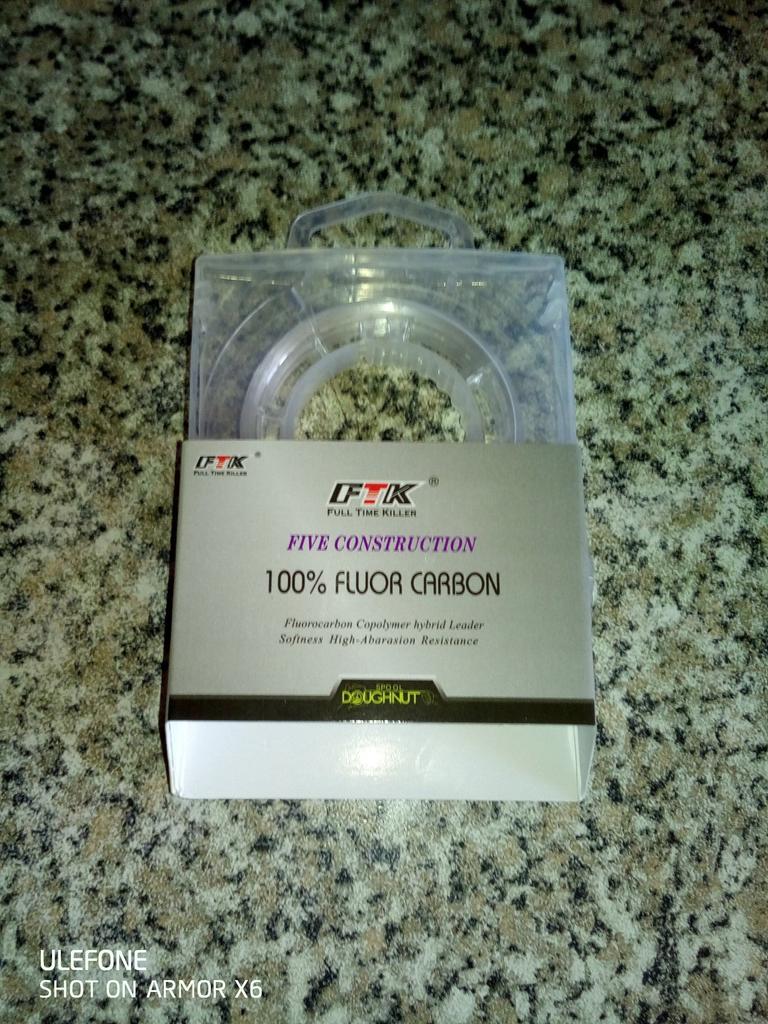 FTK ®
FULL TIME KILLER
FTK ®
FULL TIME KILLER
FIVE CONSTRUCTION
100% FLUOR CARBON
Fluorocarbon Copolymer hybrid Leader
Softness High-Abarasion Resistance
SPOOL
DOUGHNUT
ULEFONE
SHOT ON ARMOR X6